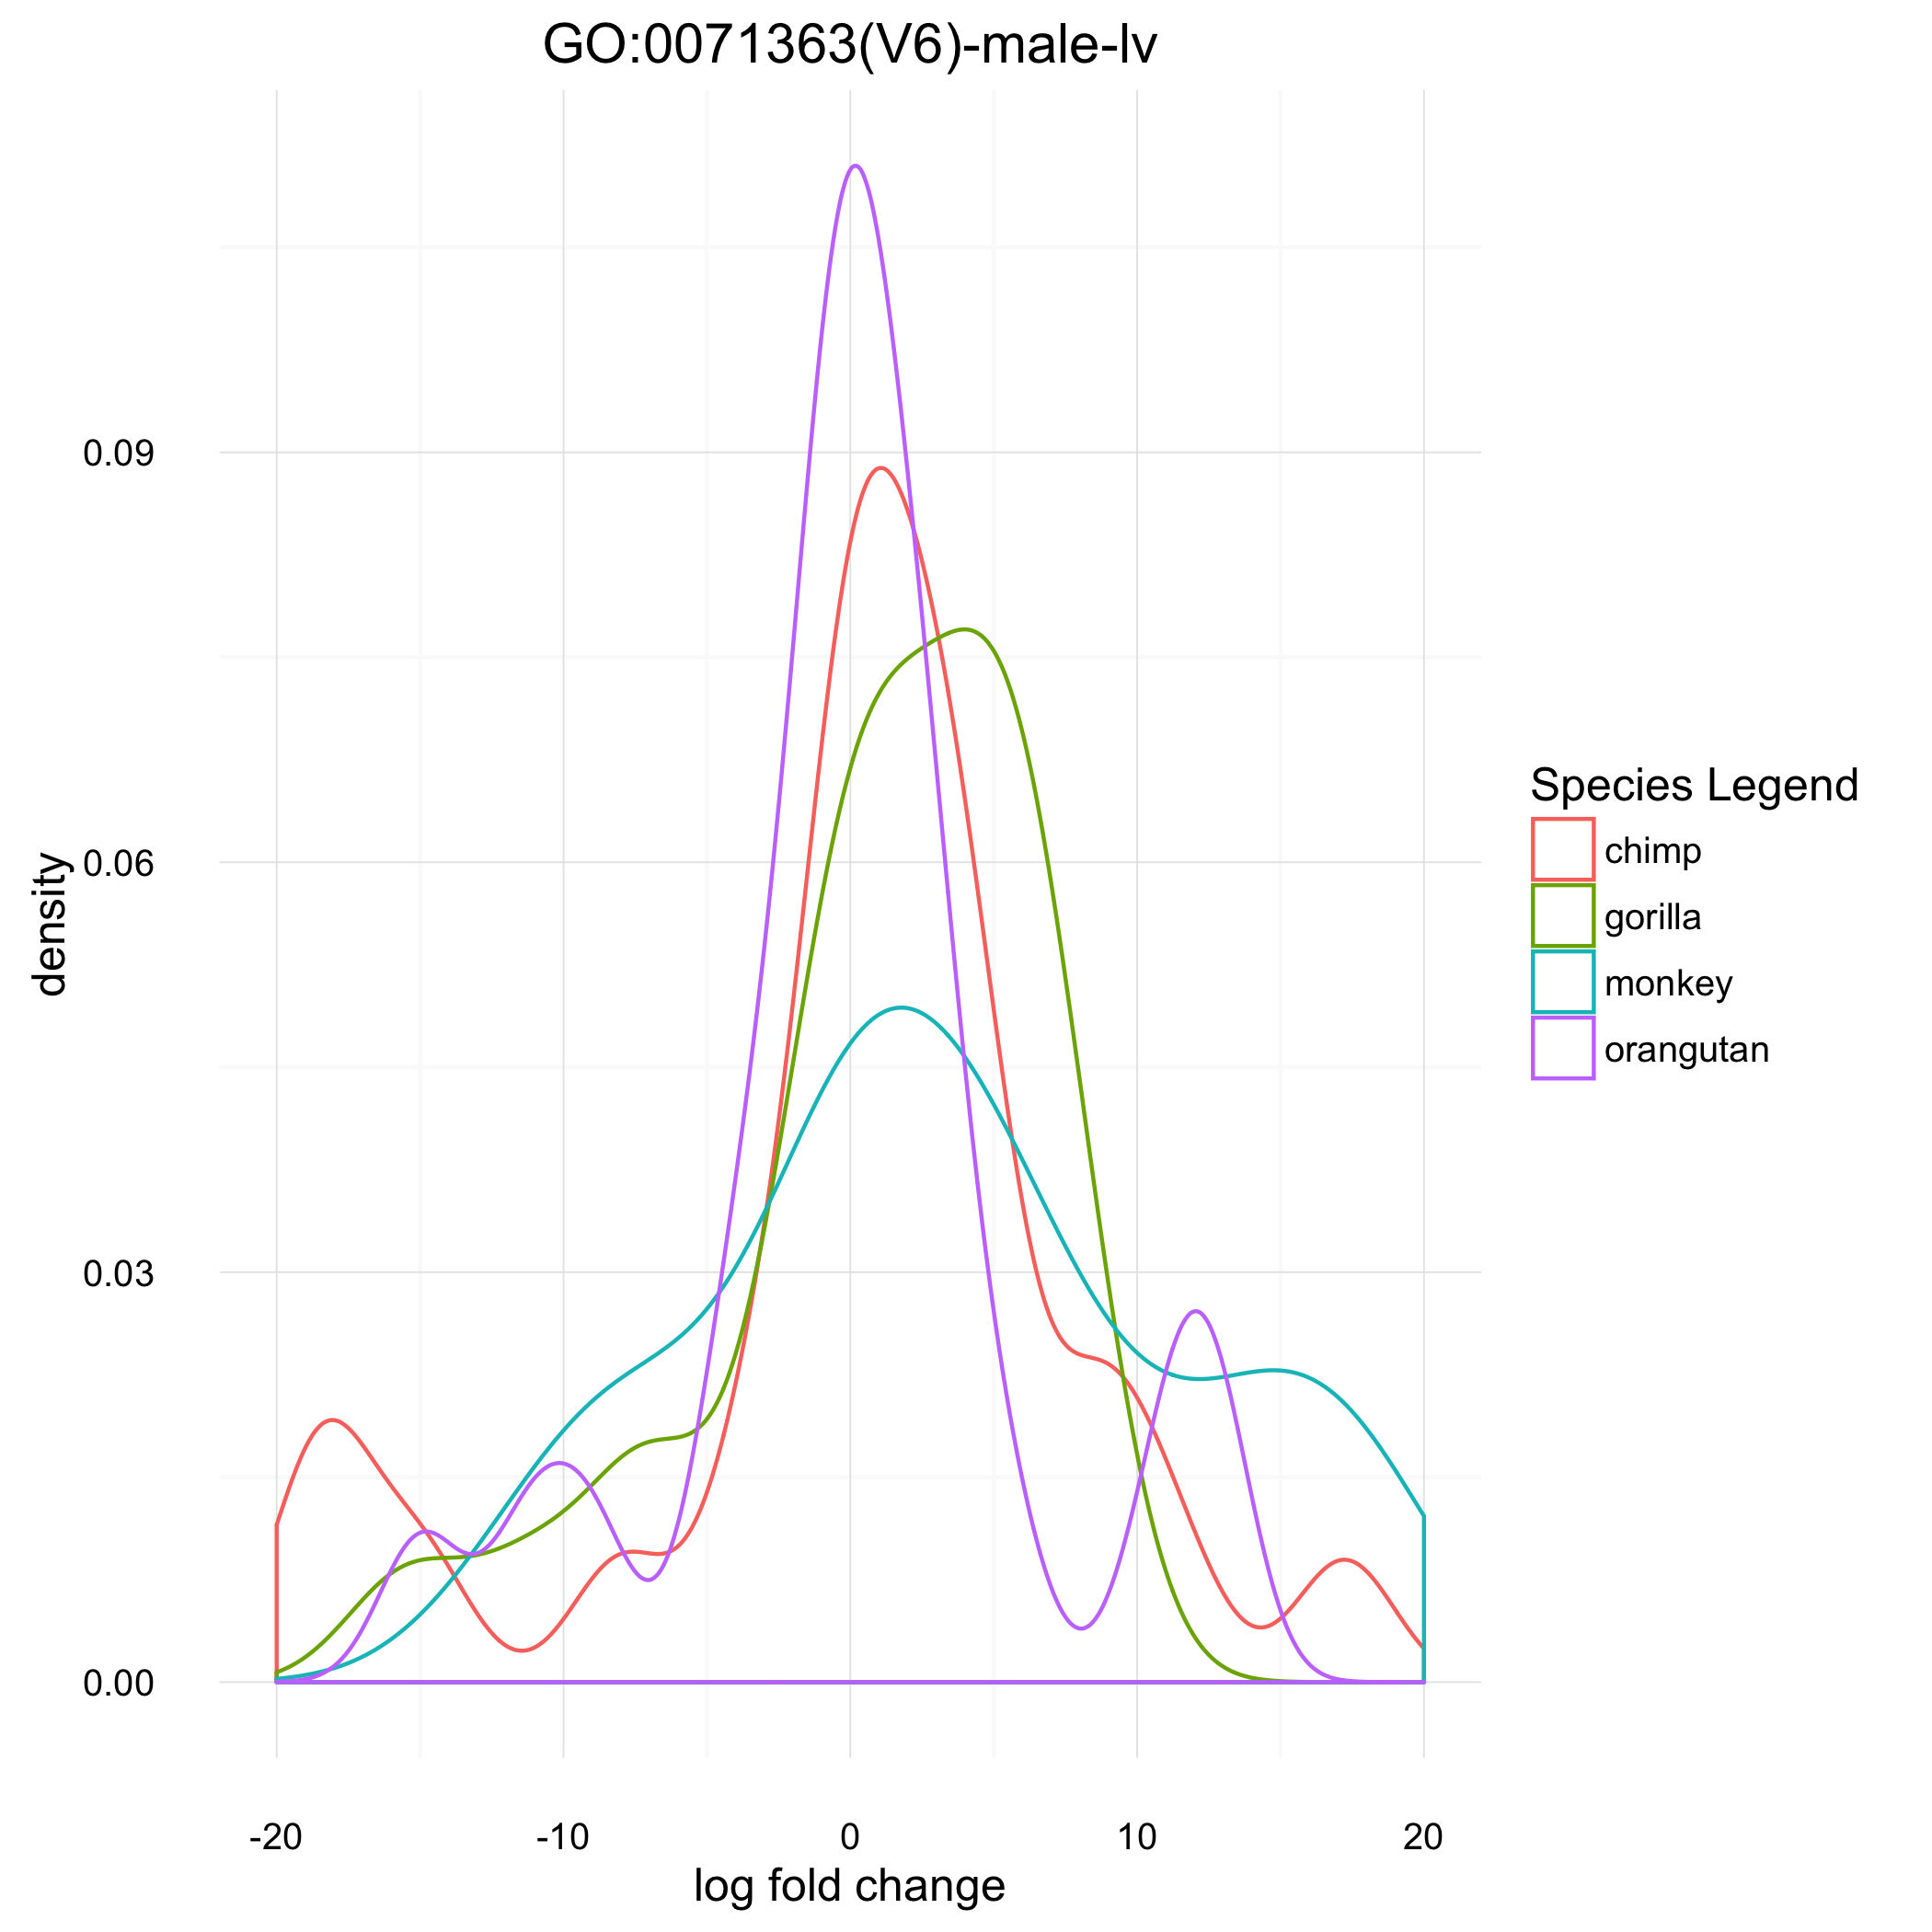 GO:0071363(V6)-male-lv
density
0.09
0.06
0.03
0.00
-20
-10
0
10
20
log fold change
Species Legend
chimp
gorilla
monkey
orangutan